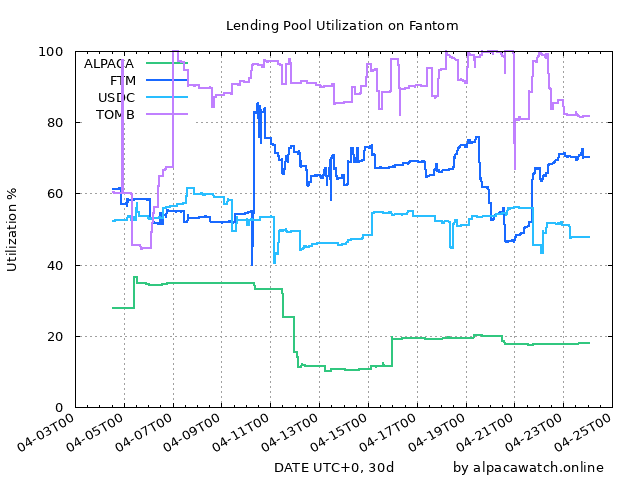 Lending Pool Utilization on Fantom
Utilization %
100
80
60
40
20
0
ALPACA
FTM
USDC
TOMB
04-03T00
04-05T00
04-07T00
04-09T00
04-11T00
04-13T00
04-15T00
04-17T00
04-19T00
04-21T00
04-23T00
04-25T00
DATE UTC+0, 30d
by alpacawatch.online